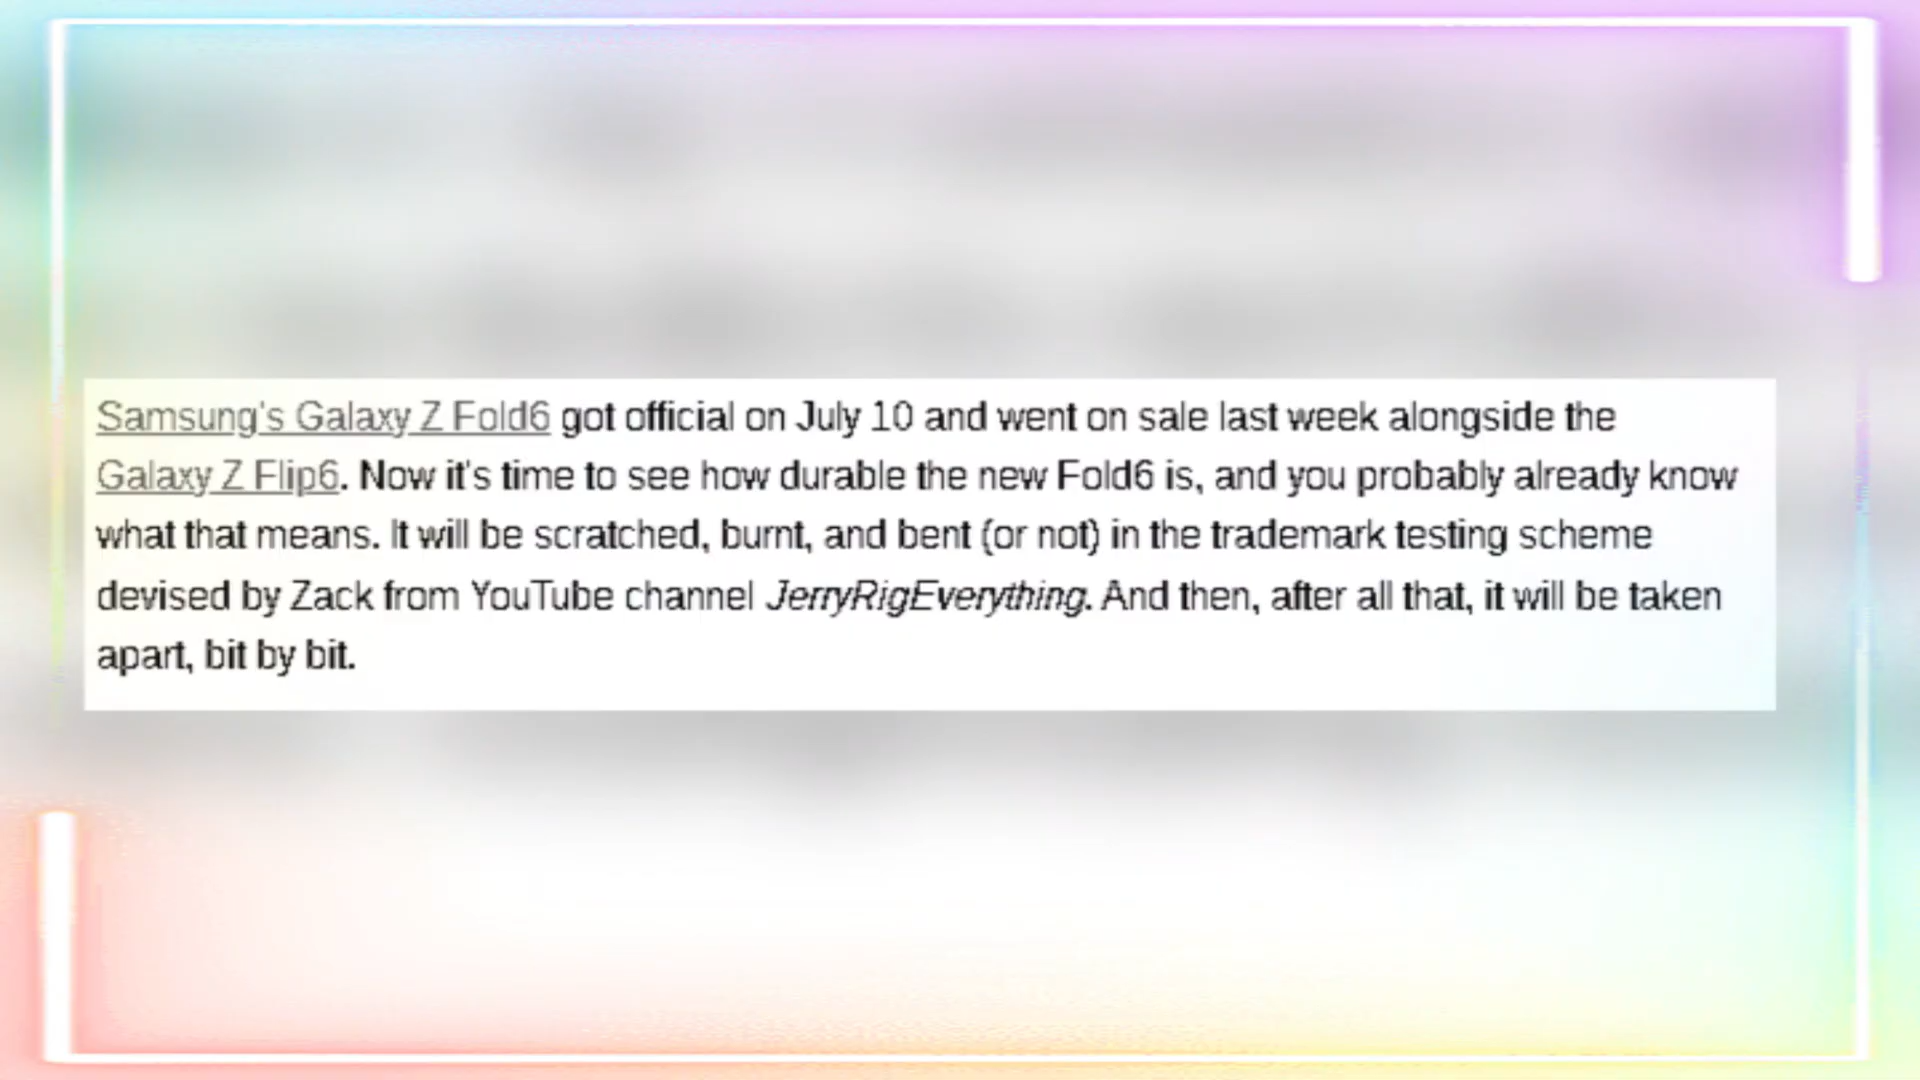 Samsung's Galaxy Z Fold6 got official on July 10 and went on sale last week alongside the
Galaxy Z Flip6. Now it's time to see how durable the new Fold6 is, and you probably already know
what that means. It will be scratched, burnt, and bent (or not) in the trademark testing scheme
devised by Zack from YouTube channel JerryRigEverything. And then, after all that, it will be taken
apart, bit by bit.